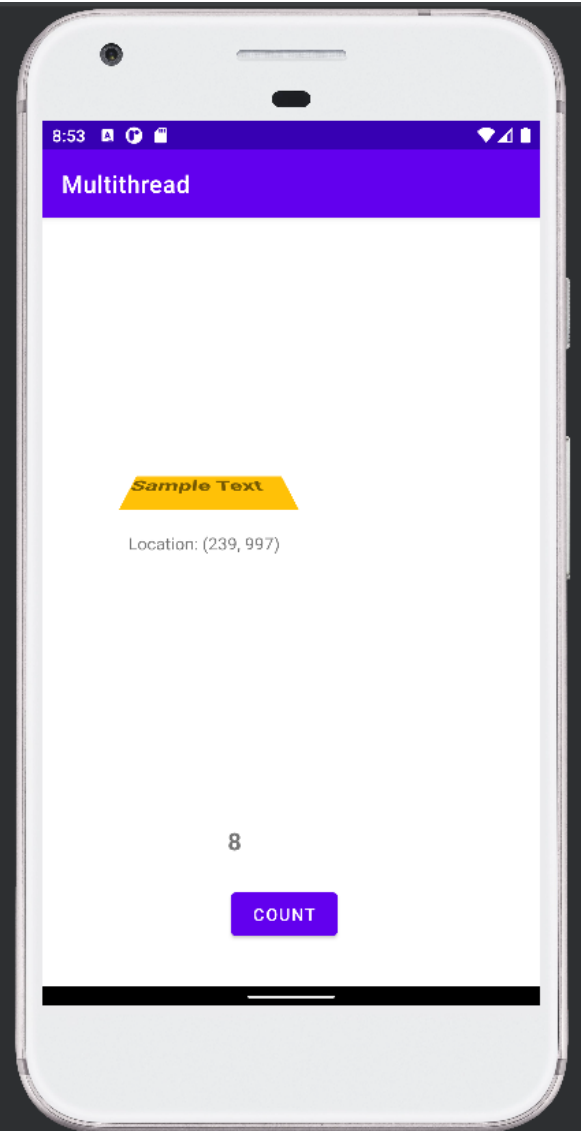 8:53
Multithread
Sample Text
Location: (239, 997)
8
COUNT